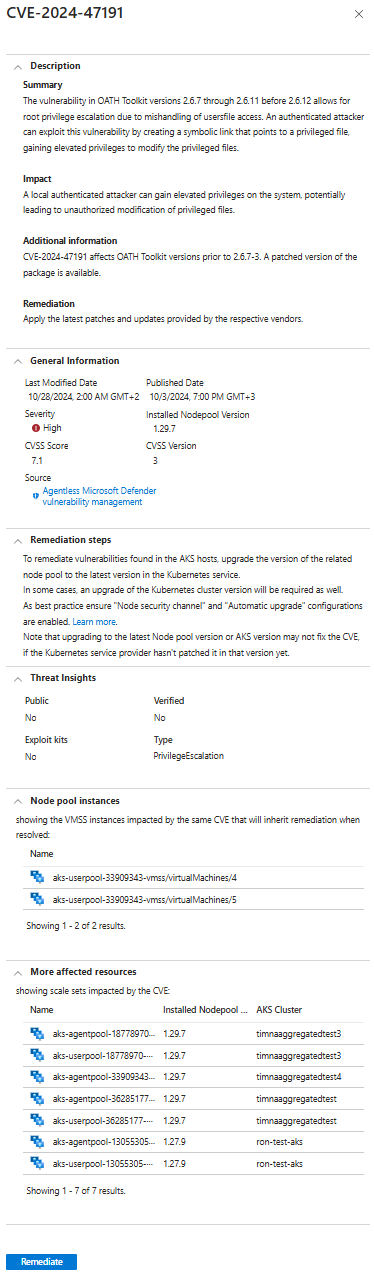 CVE-2024-47191
Description
Summary
The vulnerability in OATH Toolkit versions 2.6.7 through 2.6.11 before 2.6.12 allows for
root privilege escalation due to mishandling of usersfile access. An authenticated attacker
can exploit this vulnerability by creating a symbolic link that points to a privileged file,
gaining elevated privileges to modify the privileged files.
Impact
A local authenticated attacker can gain elevated privileges on the system, potentially
leading to unauthorized modification of privileged files.
Additional information
CVE-2024-47191 affects OATH Toolkit versions prior to 2.6.7-3. A patched version of the
package is available.
Remediation
Apply the latest patches and updates provided by the respective vendors.
General Information
Last Modified Date Published Date
10/28/2024, 2:00 AM GMT+2 10/3/2024, 7:00 PM GMT+3
Severity Installed Nodepool Version
High 1.29.7
CVSS Score CVSS Version
7.1 3
Source
Agentless Microsoft Defender
vulnerability management
Remediation steps
To remediate vulnerabilities found in the AKS hosts, upgrade the version of the related
node pool to the latest version in the Kubernetes service.
In some cases, an upgrade of the Kubernetes cluster version will be required as well.
As best practice ensure "Node security channel" and "Automatic upgrade" configurations
are enabled. Learn more.
Note that upgrading to the latest Node pool version or AKS version may not fix the CVE,
if the Kubernetes service provider hasn't patched it in that version yet.
Threat Insights
Public Verified
No No
Exploit kits Type
No PrivilegeEscalation
Node pool instances
showing the VMSS instances impacted by the same CVE that will inherit remediation when
resolved:
Name
aks-userpool-33909343-vmss/virtualMachines/4
aks-userpool-33909343-vmss/virtualMachines/5
Showing 1 - 2 of 2 results.
More affected resources
showing scale sets impacted by the CVE:
Name Installed Nodepool ... AKS Cluster
aks-agentpool-18778970... 1.29.7 timnaaggregatedtest3
aks-userpool-18778970-... 1.29.7 timnaaggregatedtest3
aks-agentpool-33909343... 1.29.7 timnaaggregatedtest4
aks-agentpool-36285177... 1.29.7 timnaaggregatedtest
aks-userpool-36285177-... 1.29.7 timnaaggregatedtest
aks-agentpool-13055305... 1.27.9 ron-test-aks
aks-userpool-13055305-... 1.27.9 ron-test-aks
Showing 1 - 7 of 7 results.
Remediate